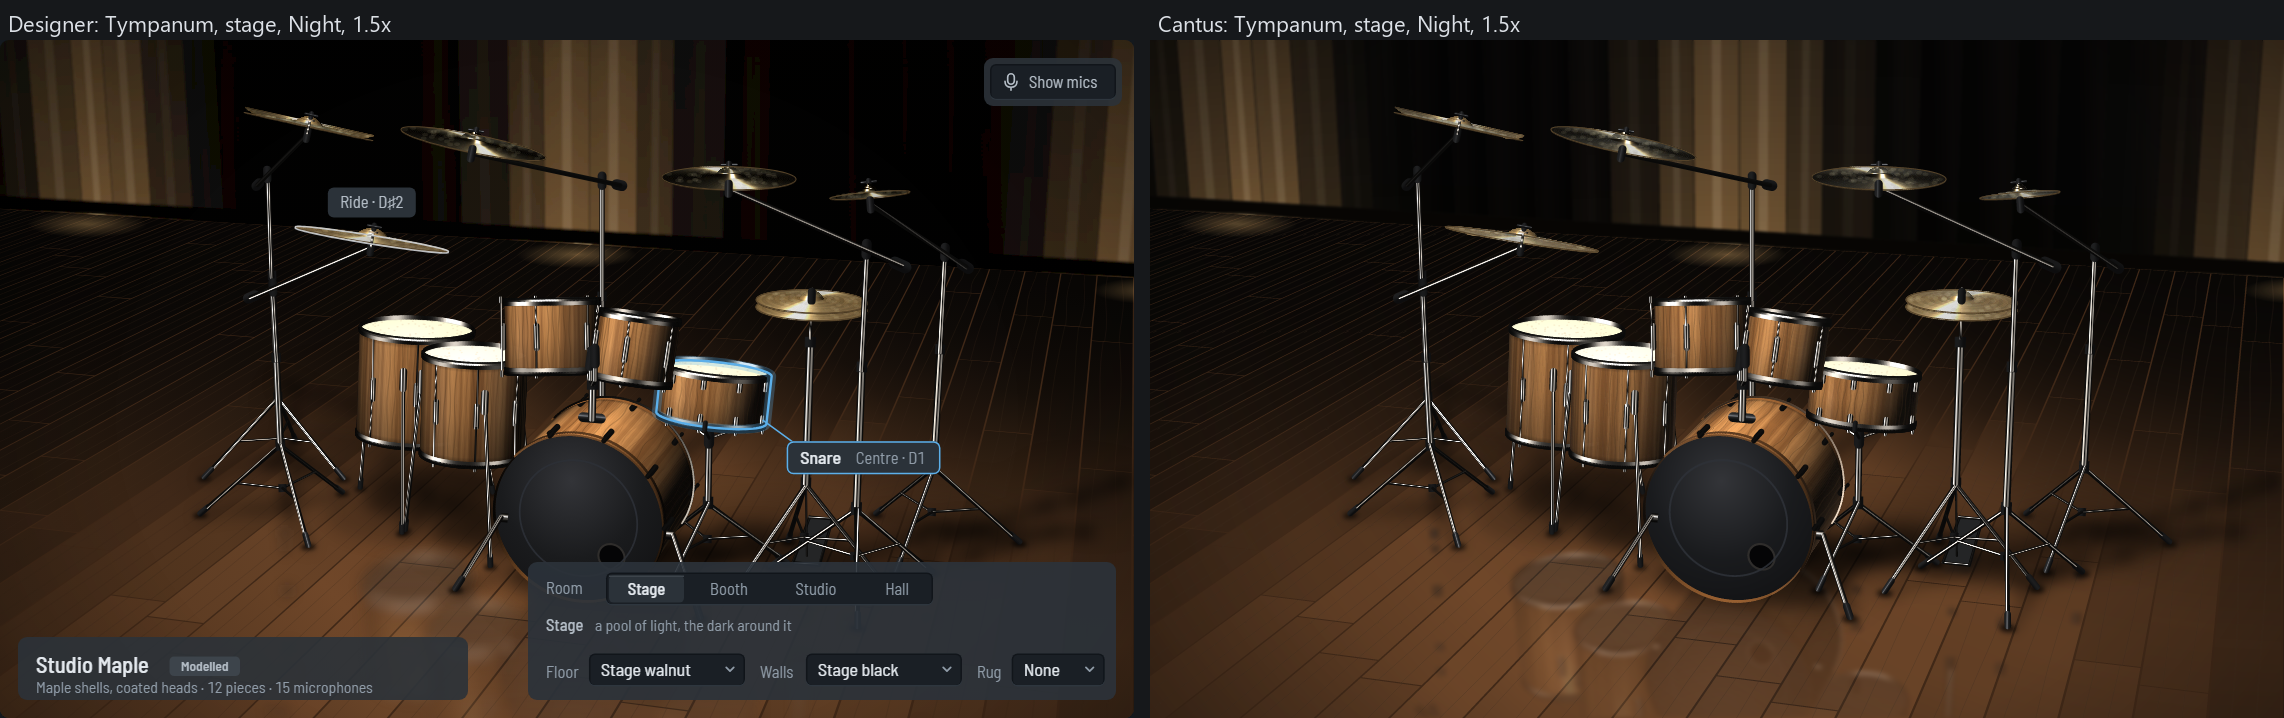 Designer: Tympanum, stage, Night, 1.5x
Cantus: Tympanum, stage, Night, 1.5x
Show mics
Ride · D♯2
Snare Centre · D1
Room Stage Booth Studio Hall
Stage a pool of light, the dark around it
Floor Stage walnut Walls Stage black Rug None
Studio Maple Modelled
Maple shells, coated heads · 12 pieces · 15 microphones